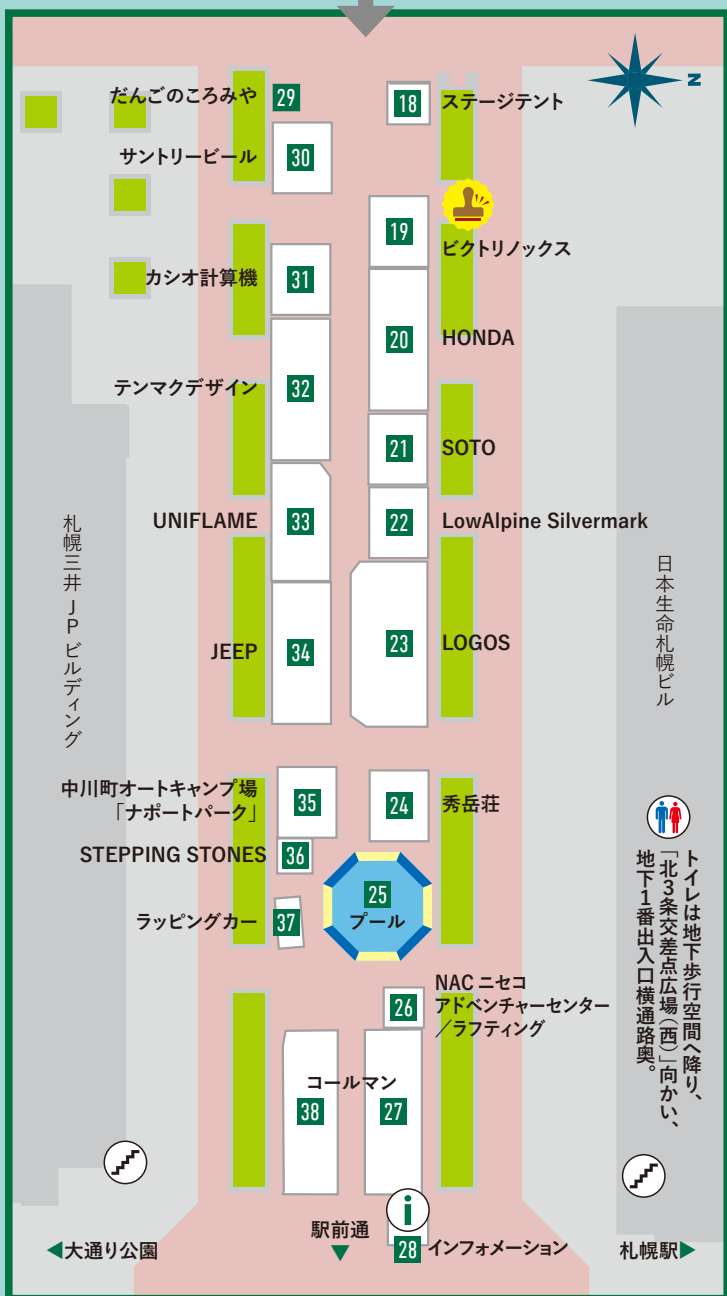 N
29
だんごのころみや
18
ステージテント
30
サントリービール
19
ビクトリノックス
31
カシオ計算機
20
HONDA
32
テンマクデザイン
21
SOTO
33
UNIFLAME
22
LowAlpine Silvermark
34
JEEP
23
LOGOS
札幌三井JPビルディング
日本生命札幌ビル
35
中川町オートキャンプ場
「ナポートパーク」
24
秀岳荘
36
STEPPING STONES
25
プール
37
ラッピングカー
26
NAC ニセコ
アドベンチャーセンター
／ラフティング
トイレは地下歩行空間へ降り、
「北3条交差点広場（西）」向かい、
地下1番出入口横通路奥。
コールマン
38
27
i
28
インフォメーション
駅前通
▼
◀大通り公園
札幌駅▶